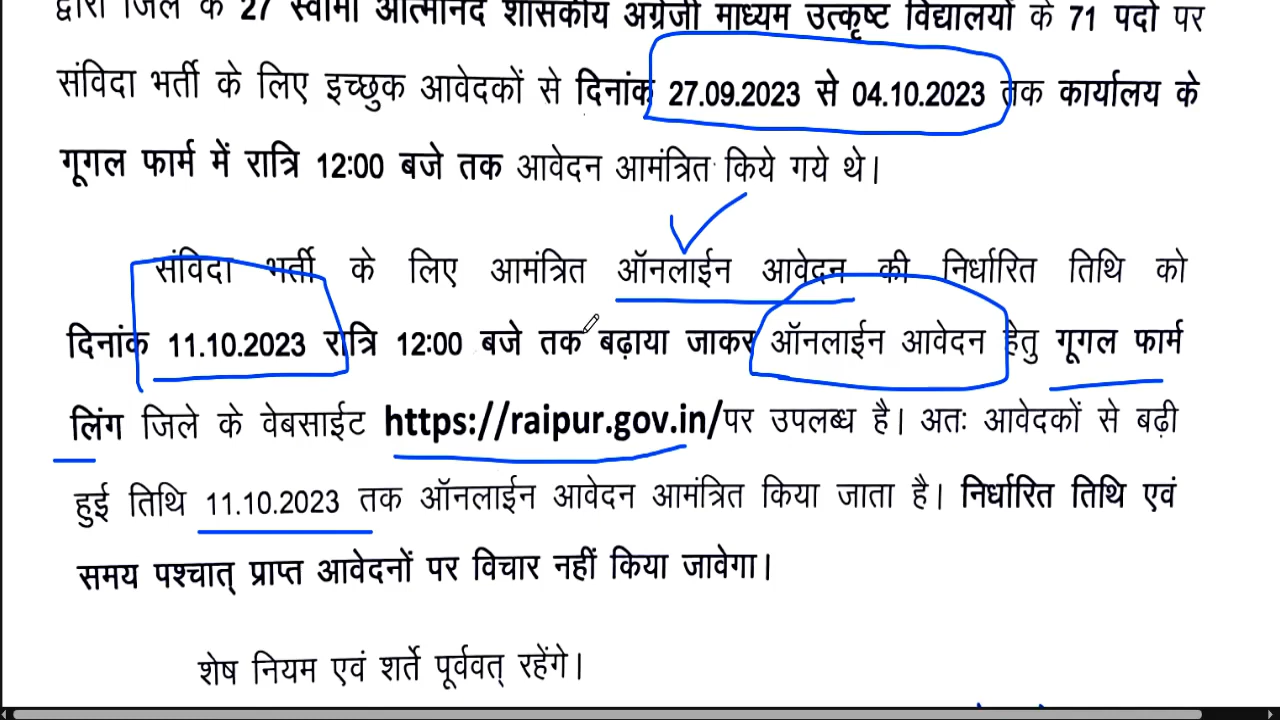 द्वारा जिले के 27 स्वामी आत्मानंद शासकीय अंग्रेजी माध्यम उत्कृष्ट विद्यालयों के 71 पदों पर
संविदा भर्ती के लिए इच्छुक आवेदकों से दिनांक 27.09.2023 से 04.10.2023 तक कार्यालय के
गूगल फार्म में रात्रि 12:00 बजे तक आवेदन आमंत्रित किये गये थे।
संविदा भर्ती के लिए आमंत्रित ऑनलाईन आवेदन की निर्धारित तिथि को
दिनांक 11.10.2023 रात्रि 12:00 बजे तक बढ़ाया जाकर ऑनलाईन आवेदन हेतु गूगल फार्म
लिंग जिले के वेबसाईट https://raipur.gov.in/पर उपलब्ध है। अतः आवेदकों से बढ़ी
हुई तिथि 11.10.2023 तक ऑनलाईन आवेदन आमंत्रित किया जाता है। निर्धारित तिथि एवं
समय पश्चात् प्राप्त आवेदनों पर विचार नहीं किया जावेगा।
शेष नियम एवं शर्ते पूर्ववत् रहेंगे।